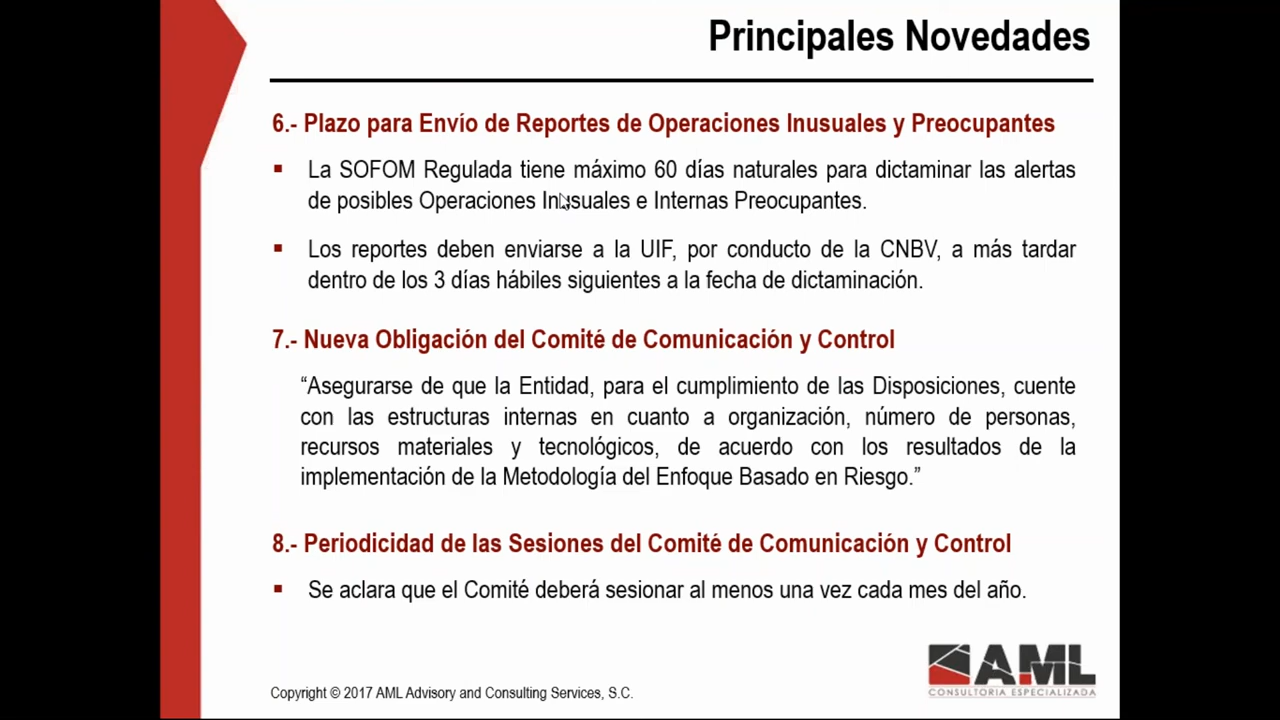 Principales Novedades
6.- Plazo para Envío de Reportes de Operaciones Inusuales y Preocupantes
▪ La SOFOM Regulada tiene máximo 60 días naturales para dictaminar las alertas
de posibles Operaciones Inusuales e Internas Preocupantes.
▪ Los reportes deben enviarse a la UIF, por conducto de la CNBV, a más tardar
dentro de los 3 días hábiles siguientes a la fecha de dictaminación.
7.- Nueva Obligación del Comité de Comunicación y Control
“Asegurarse de que la Entidad, para el cumplimiento de las Disposiciones, cuente
con las estructuras internas en cuanto a organización, número de personas,
recursos materiales y tecnológicos, de acuerdo con los resultados de la
implementación de la Metodología del Enfoque Basado en Riesgo.”
8.- Periodicidad de las Sesiones del Comité de Comunicación y Control
▪ Se aclara que el Comité deberá sesionar al menos una vez cada mes del año.
AML
CONSULTORIA ESPECIALIZADA
Copyright © 2017 AML Advisory and Consulting Services, S.C.